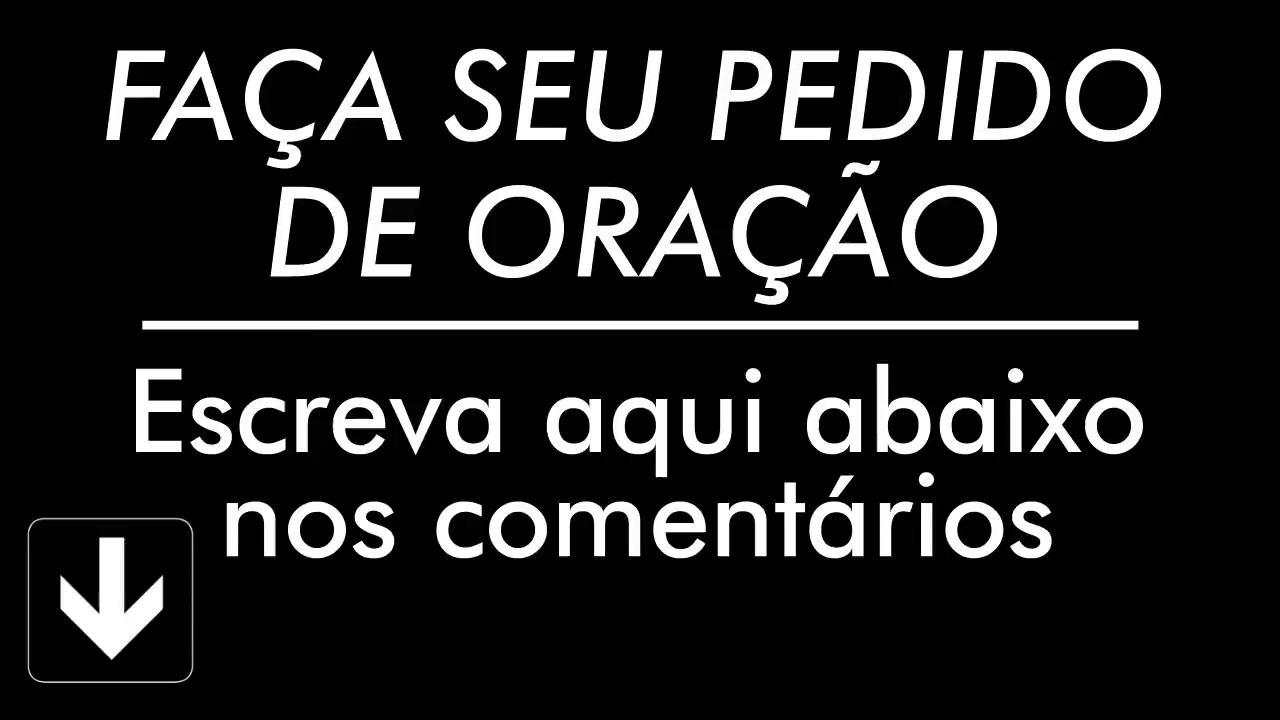 FAÇA SEU PEDIDO
DE ORAÇÃO
Escreva aqui abaixo
nos comentários